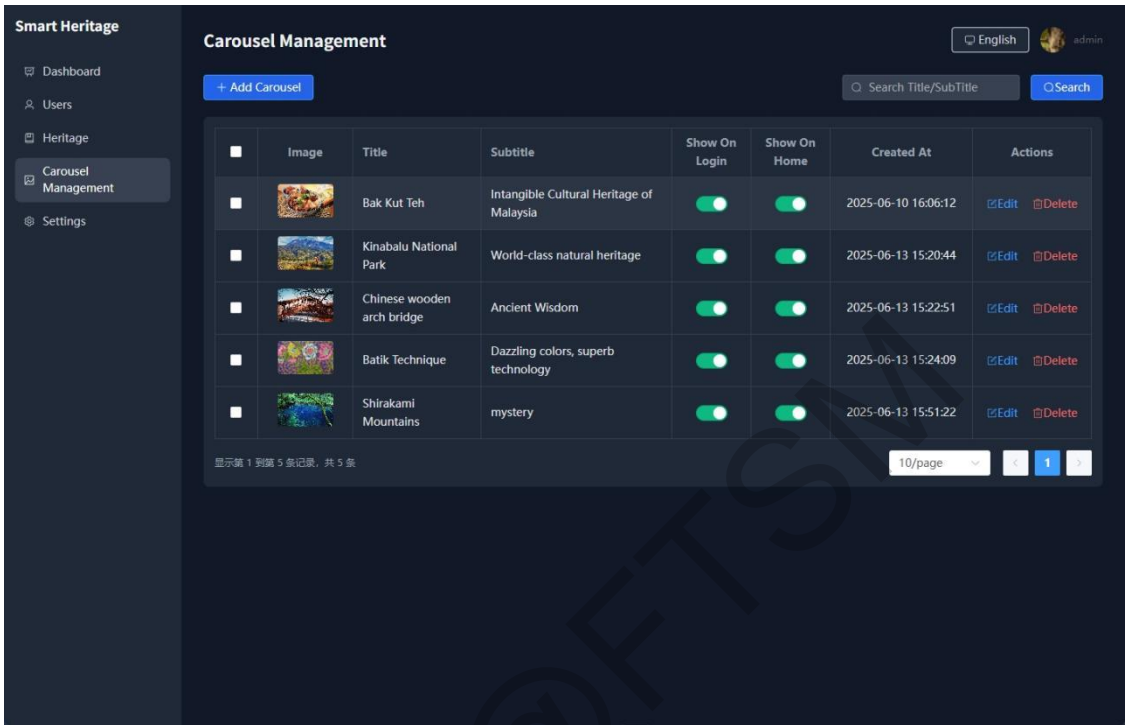 Smart Heritage
Dashboard
Users
Heritage
Carousel
Management
Settings
Carousel Management
English
admin
+ Add Carousel
Search Title/SubTitle
Search
Image Title Subtitle Show On Login Show On Home Created At Actions
Bak Kut Teh
Intangible Cultural Heritage of
Malaysia
2025-06-10 16:06:12 Edit Delete
Kinabalu National
Park
World-class natural heritage
2025-06-13 15:20:44 Edit Delete
Chinese wooden
arch bridge
Ancient Wisdom
2025-06-13 15:22:51 Edit Delete
Batik Technique
Dazzling colors, superb
technology
2025-06-13 15:24:09 Edit Delete
Shirakami
Mountains
mystery
2025-06-13 15:51:22 Edit Delete
显示第 1 到第 5 条记录, 共 5 条
10/page
< 1 >
@FTSM